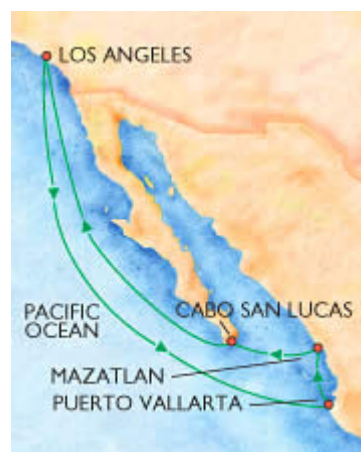 LOS ANGELES
CABO SAN LUCAS
PACIFIC
OCEAN
MAZATLAN
PUERTO VALLARTA